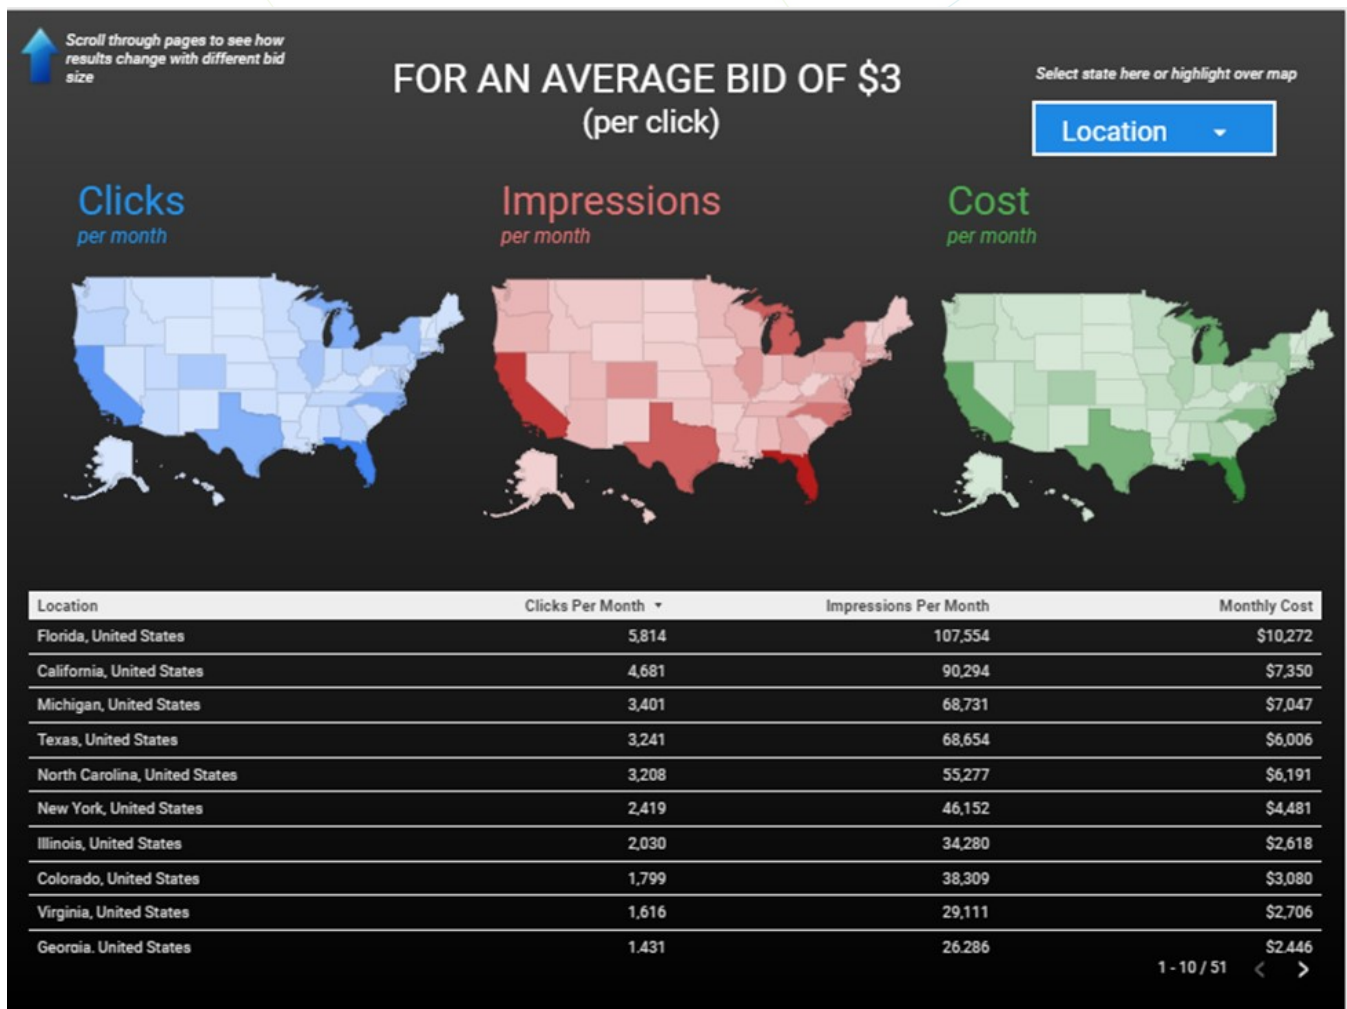 Scroll through pages to see how
results change with different bid
size
FOR AN AVERAGE BID OF $3
(per click)
Select state here or highlight over map
Location
Clicks
per month
Impressions
per month
Cost
per month
Location Clicks Per Month Impressions Per Month Monthly Cost
Florida, United States 5,814 107,554 $10,272
California, United States 4,681 90,294 $7,350
Michigan, United States 3,401 68,731 $7,047
Texas, United States 3,241 68,654 $6,006
North Carolina, United States 3,208 55,277 $6,191
New York, United States 2,419 46,152 $4,481
Illinois, United States 2,030 34,280 $2,618
Colorado, United States 1,799 38,309 $3,080
Virginia, United States 1,616 29,111 $2,706
Georgia, United States 1,431 26,286 $2,446
1 - 10 / 51